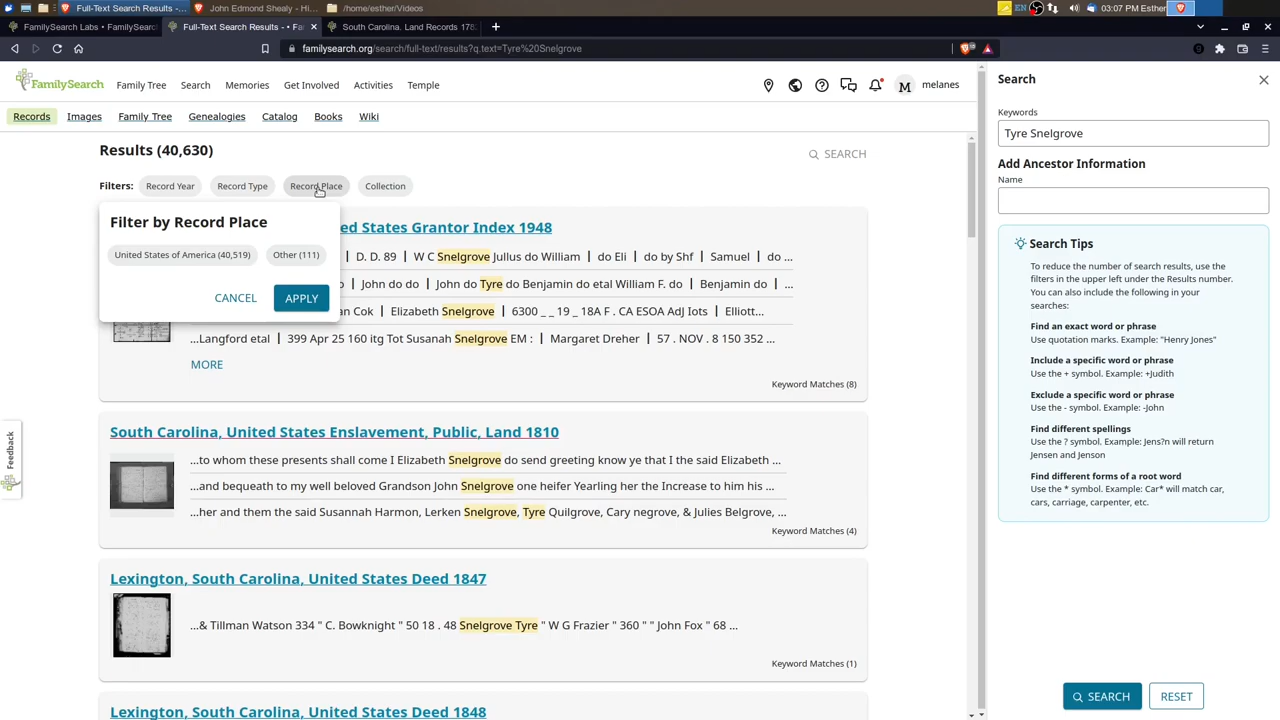 Full-Text Search Results - ...
John Edmond Shealy - Home ...
esther/Videos
EN
03:07 PM Esther
FamilySearch Labs • FamilySearc
Full-Text Search Results • • Fa
South Carolina. Land Records 178
familysearch.org/search/full-text/results?q.text=Tyre%20Snelgrove
FamilySearch
Family Tree
Search
Memories
Get Involved
Activities
Temple
M
melanes
Records
Images
Family Tree
Genealogies
Catalog
Books
Wiki
Results (40,630)
SEARCH
Filters:
Record Year
Record Type
Record Place
Collection
Filter by Record Place
United States of America (40,519)
Other (111)
CANCEL
APPLY
ed States Grantor Index 1948
| D. D. 89 | W C Snelgrove Jullus do William | do Eli | do by Shf | Samuel | do ...
| John do do | John do Tyre do Benjamin do etal William F. do | Benjamin do | ...
an Cok | Elizabeth Snelgrove | 6300 _ _ 19 _ 18A F . CA ESOA AdJ Iots | Elliott...
...Langford etal | 399 Apr 25 160 itg Tot Susanah Snelgrove EM : | Margaret Dreher | 57 . NOV . 8 150 352 ...
MORE
Keyword Matches (8)
South Carolina, United States Enslavement, Public, Land 1810
...to whom these presents shall come I Elizabeth Snelgrove do send greeting know ye that I the said Elizabeth ...
...and bequeath to my well beloved Grandson John Snelgrove one heifer Yearling her the Increase to him his ...
...her and them the said Susannah Harmon, Lerken Snelgrove, Tyre Quilgrove, Cary negrove, & Julies Belgrove, ...
Keyword Matches (4)
Lexington, South Carolina, United States Deed 1847
...& Tillman Watson 334 " C. Bowknight " 50 18 . 48 Snelgrove Tyre " W G Frazier " 360 " " John Fox " 68 ...
Keyword Matches (1)
Lexington, South Carolina, United States Deed 1848
Feedback
Search
Keywords
Tyre Snelgrove
Add Ancestor Information
Name
Search Tips
To reduce the number of search results, use the
filters in the upper left under the Results number.
You can also include the following in your
searches:
Find an exact word or phrase
Use quotation marks. Example: "Henry Jones"
Include a specific word or phrase
Use the + symbol. Example: +Judith
Exclude a specific word or phrase
Use the - symbol. Example: -John
Find different spellings
Use the ? symbol. Example: Jens?n will return
Jensen and Jenson
Find different forms of a root word
Use the * symbol. Example: Car* will match car,
cars, carriage, carpenter, etc.
SEARCH
RESET